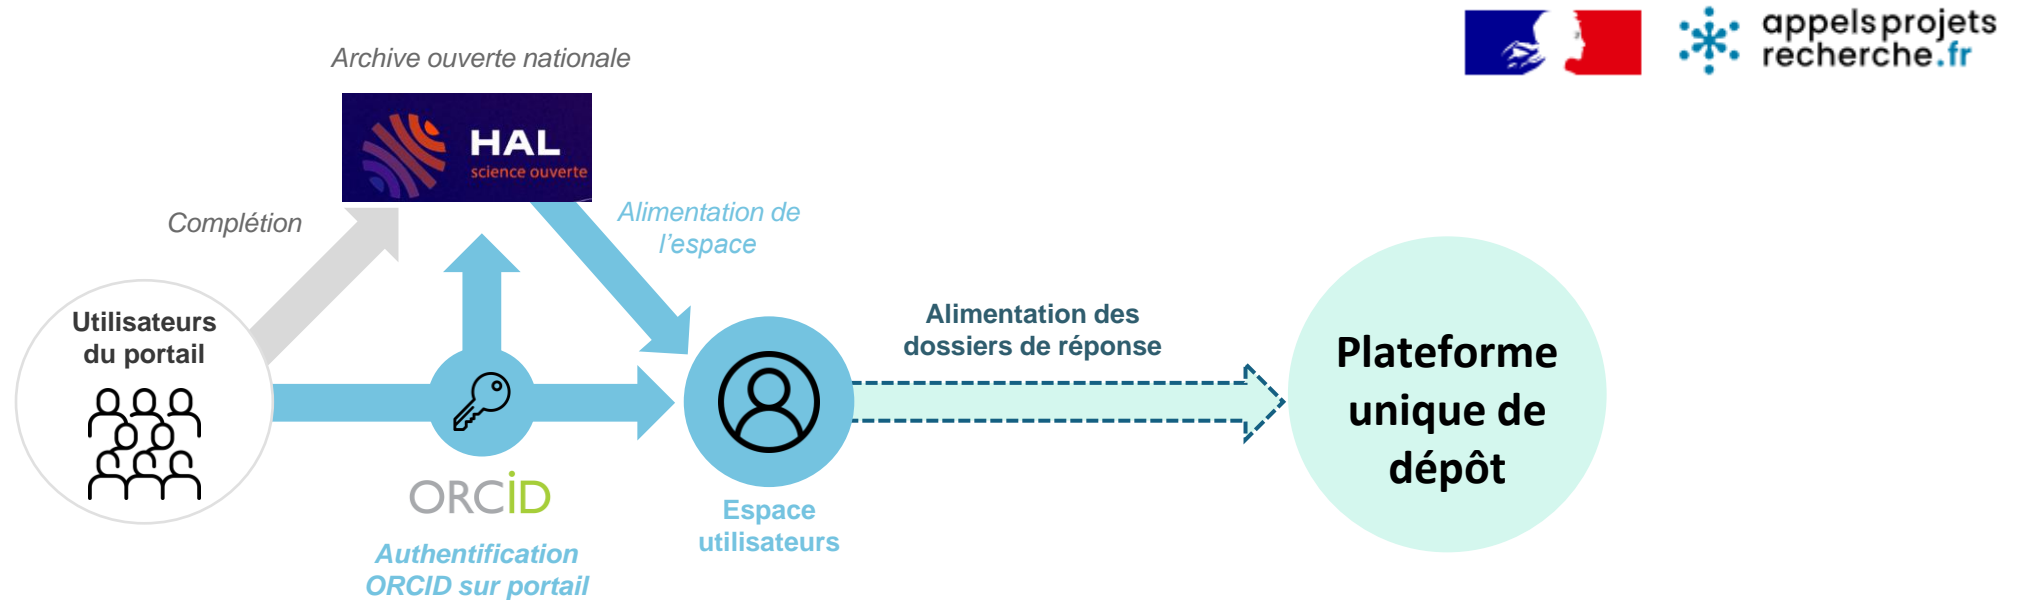 appelsprojets
recherche.fr
Archive ouverte nationale
HAL
science ouverte
Complétion
Alimentation de
l'espace
Utilisateurs
du portail
Alimentation des
dossiers de réponse
Plateforme
unique de
dépôt
ORCiD
Authentification
ORCID sur portail
Espace
utilisateurs